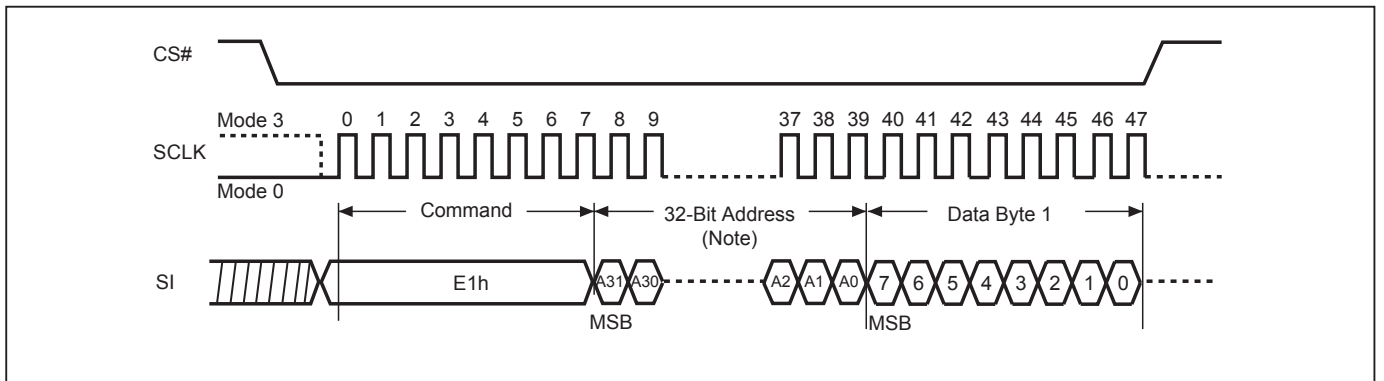 CS#
Mode 3
0 1 2 3 4 5 6 7 8 9 37 38 39 40 41 42 43 44 45 46 47
SCLK
Mode 0
Command 32-Bit Address Data Byte 1
(Note)
SI E1h A31 A30 A2 A1 A0 7 6 5 4 3 2 1 0
MSB MSB